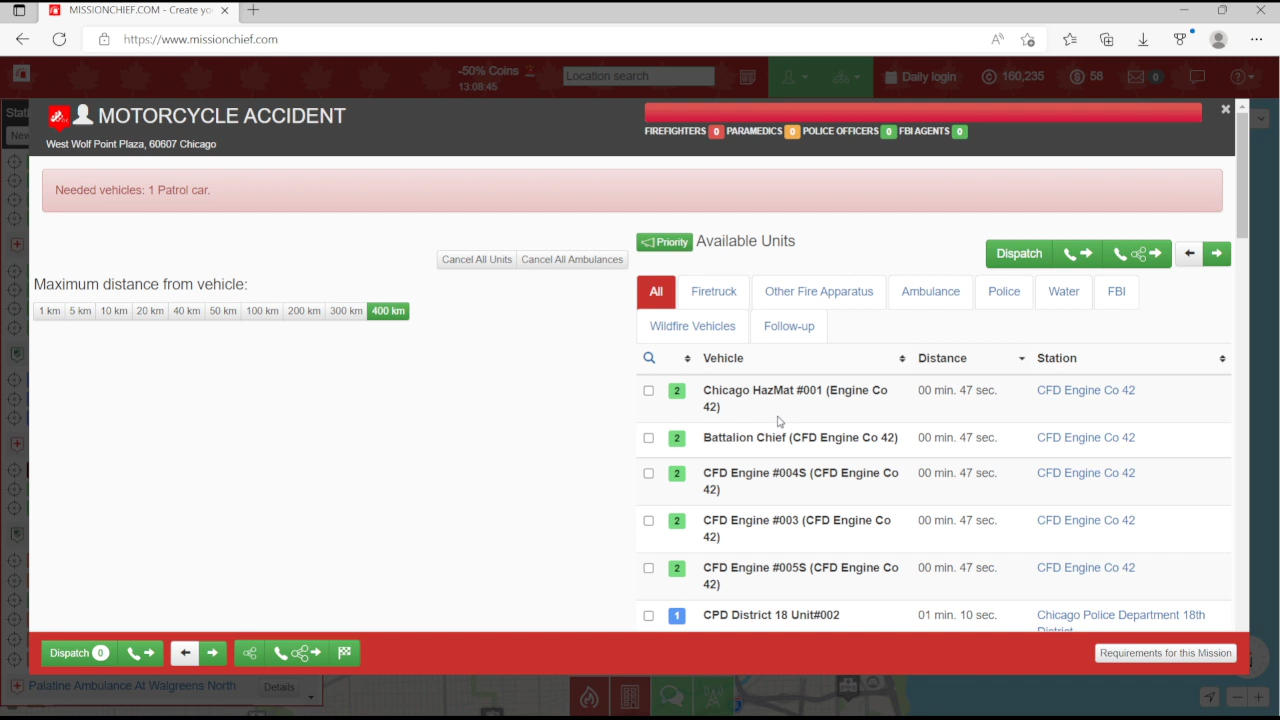 MISSIONCHIEF.COM - Create yo
https://www.missionchief.com
-50% Coins
13:08:45
Location search
Daily login
160,235
58
0
Stati
New
MOTORCYCLE ACCIDENT
West Wolf Point Plaza, 60607 Chicago
FIREFIGHTERS 0 PARAMEDICS 0 POLICE OFFICERS 0 FBI AGENTS 0
Needed vehicles: 1 Patrol car.
Cancel All Units Cancel All Ambulances
Maximum distance from vehicle:
1 km 5 km 10 km 20 km 40 km 50 km 100 km 200 km 300 km 400 km
Priority Available Units
Dispatch
All Firetruck Other Fire Apparatus Ambulance Police Water FBI
Wildfire Vehicles Follow-up
Vehicle Distance Station
2 Chicago HazMat #001 (Engine Co 00 min. 47 sec. CFD Engine Co 42
42)
2 Battalion Chief (CFD Engine Co 42) 00 min. 47 sec. CFD Engine Co 42
2 CFD Engine #004S (CFD Engine Co 00 min. 47 sec. CFD Engine Co 42
42)
2 CFD Engine #003 (CFD Engine Co 00 min. 47 sec. CFD Engine Co 42
42)
2 CFD Engine #005S (CFD Engine Co 00 min. 47 sec. CFD Engine Co 42
42)
1 CPD District 18 Unit#002 01 min. 10 sec. Chicago Police Department 18th
District
Dispatch 0
Requirements for this Mission
Palatine Ambulance At Walgreens North Details